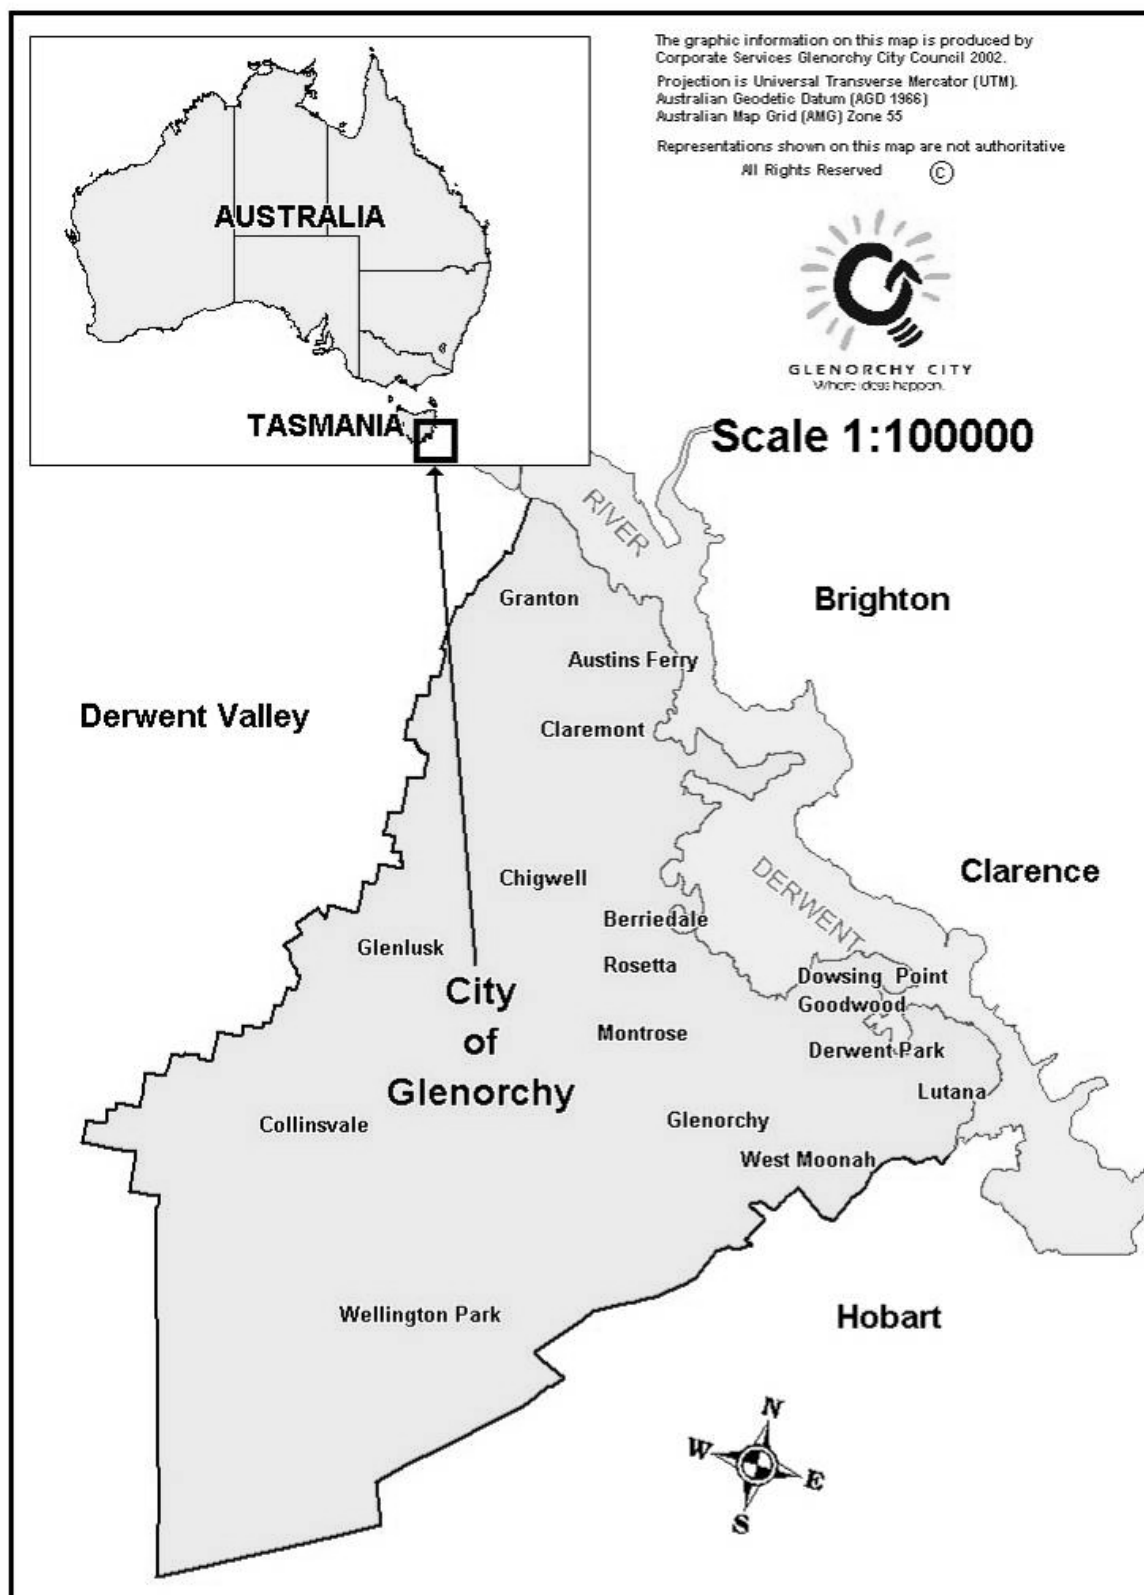 The graphic information on this map is produced by
Corporate Services Glenorchy City Council 2002.
Projection is Universal Transverse Mercator (UTM).
Australian Geodetic Datum (AGD 1966)
Australian Map Grid (AMG) Zone 55
Representations shown on this map are not authoritative
All Rights Reserved ©
AUSTRALIA
TASMANIA
GLENORCHY CITY
Where ideas happen.
Scale 1:100000
RIVER
Granton
Brighton
Austins Ferry
Derwent Valley
Claremont
Chigwell
Clarence
DERWENT
Berriedale
Glenlusk
Rosetta
Dowsing Point
City
of
Glenorchy
Goodwood
Montrose
Derwent Park
Lutana
Collinsvale
Glenorchy
West Moonah
Wellington Park
Hobart
N
W
E
S